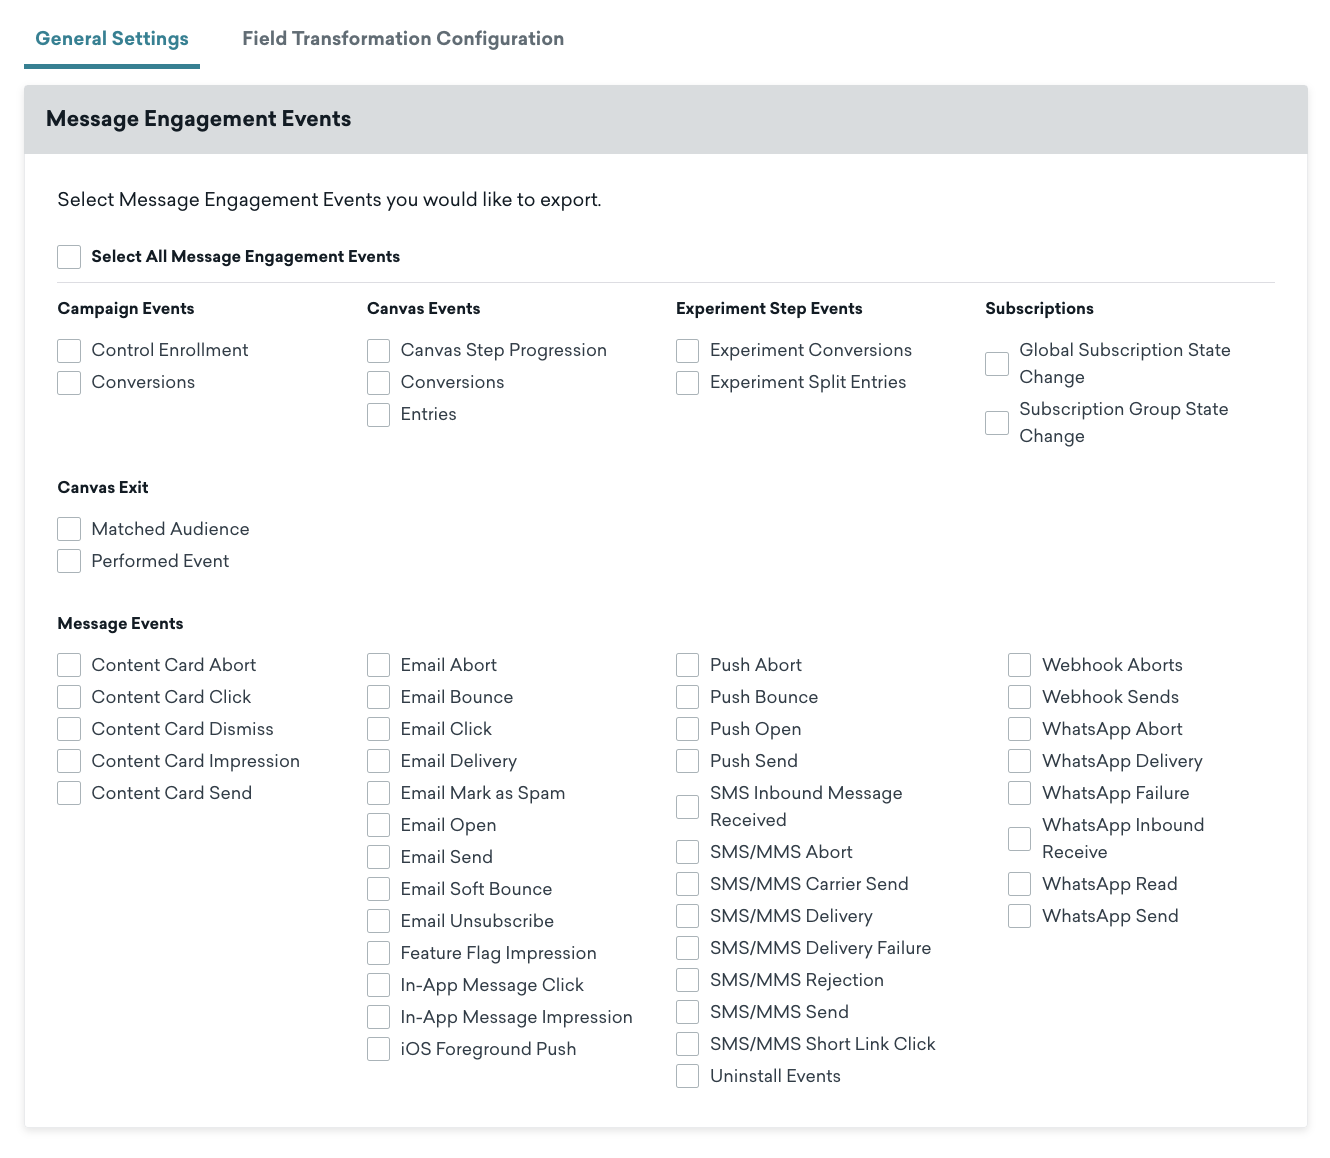 General Settings
Field Transformation Configuration
Message Engagement Events
Select Message Engagement Events you would like to export.
Select All Message Engagement Events
Campaign Events
Control Enrollment
Conversions
Canvas Events
Canvas Step Progression
Conversions
Entries
Experiment Step Events
Experiment Conversions
Experiment Split Entries
Subscriptions
Global Subscription State
Change
Subscription Group State
Change
Canvas Exit
Matched Audience
Performed Event
Message Events
Content Card Abort
Content Card Click
Content Card Dismiss
Content Card Impression
Content Card Send
Email Abort
Email Bounce
Email Click
Email Delivery
Email Mark as Spam
Email Open
Email Send
Email Soft Bounce
Email Unsubscribe
Feature Flag Impression
In-App Message Click
In-App Message Impression
iOS Foreground Push
Push Abort
Push Bounce
Push Open
Push Send
SMS Inbound Message
Received
SMS/MMS Abort
SMS/MMS Carrier Send
SMS/MMS Delivery
SMS/MMS Delivery Failure
SMS/MMS Rejection
SMS/MMS Send
SMS/MMS Short Link Click
Uninstall Events
Webhook Aborts
Webhook Sends
WhatsApp Abort
WhatsApp Delivery
WhatsApp Failure
WhatsApp Inbound
Receive
WhatsApp Read
WhatsApp Send